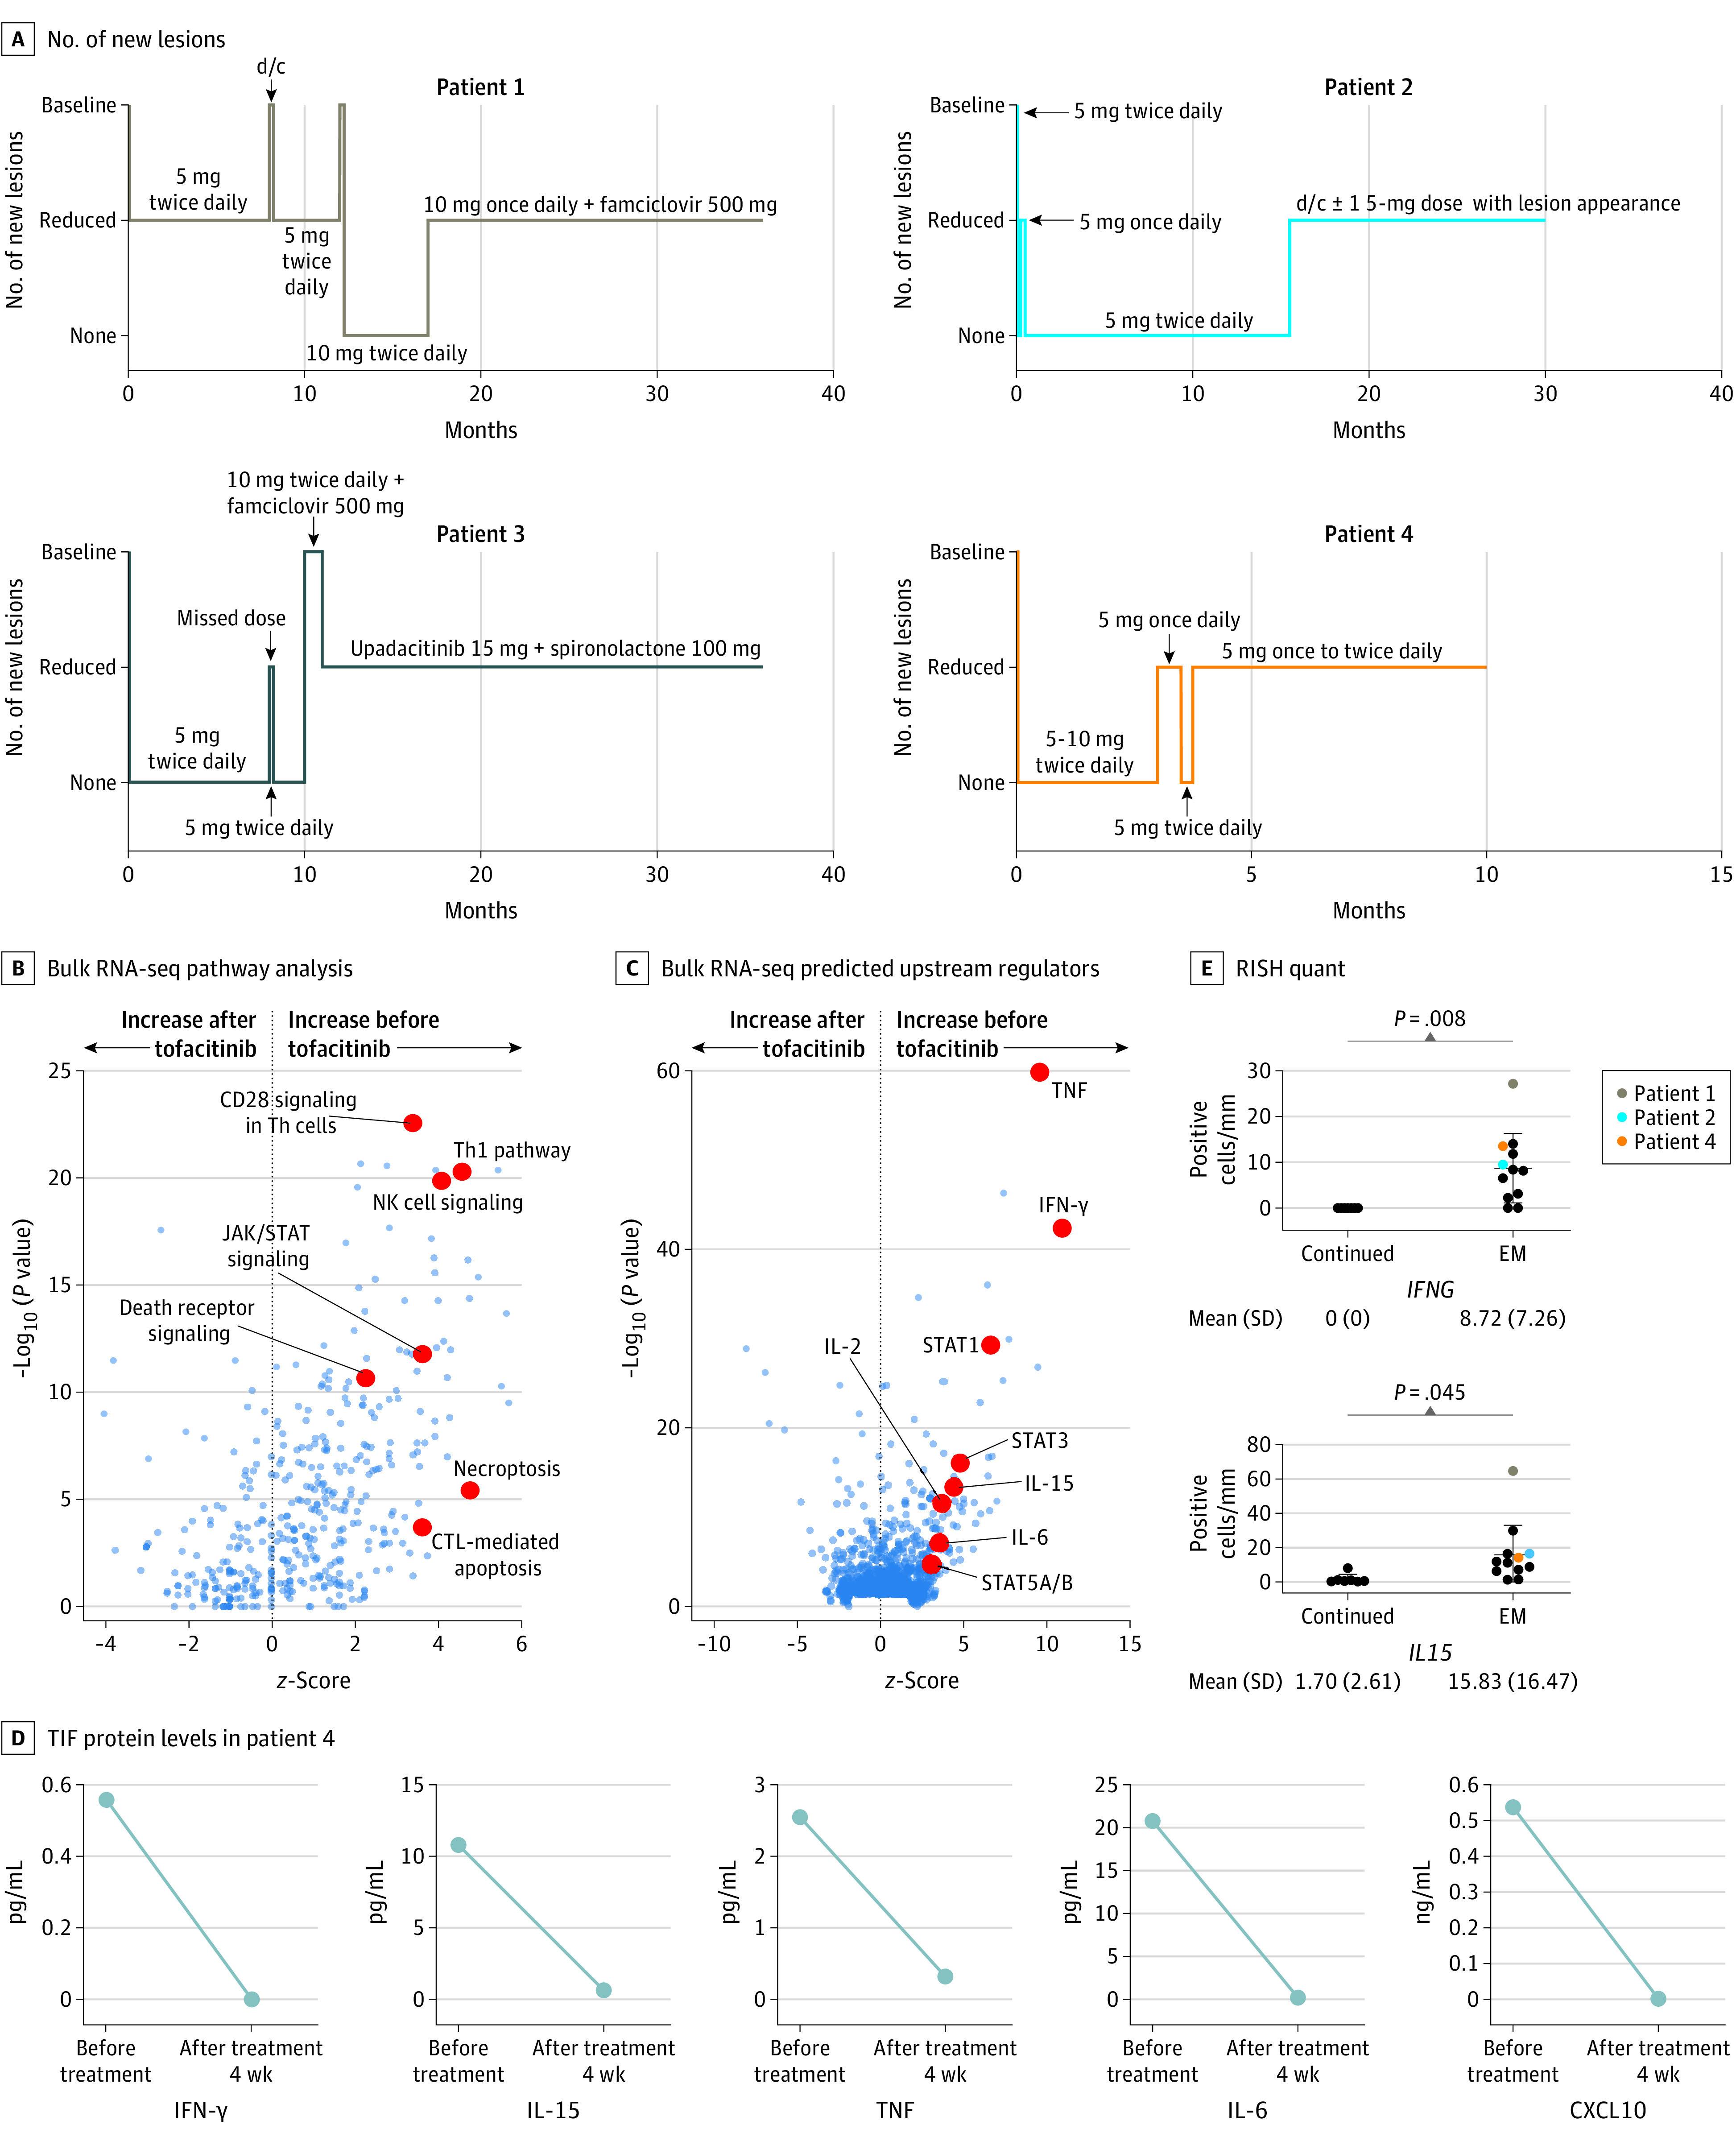 A No. of new lesions
Patient 1
d/c
Baseline
Reduced
None
No. of new lesions
5 mg
twice daily
5 mg
twice
daily
10 mg twice daily
10 mg once daily + famciclovir 500 mg
0 10 20 30 40
Months
Patient 2
Baseline
Reduced
None
No. of new lesions
5 mg twice daily
5 mg once daily
5 mg twice daily
d/c ± 1 5-mg dose with lesion appearance
0 10 20 30 40
Months
Patient 3
10 mg twice daily +
famciclovir 500 mg
Baseline
Reduced
None
No. of new lesions
Missed dose
5 mg
twice daily
5 mg twice daily
Upadacitinib 15 mg + spironolactone 100 mg
0 10 20 30 40
Months
Patient 4
Baseline
Reduced
None
No. of new lesions
5 mg once daily
5 mg once to twice daily
5-10 mg
twice daily
5 mg twice daily
0 5 10 15
Months
B Bulk RNA-seq pathway analysis
Increase after
tofacitinib
Increase before
tofacitinib
25
20
15
10
5
0
-Log10 (P value)
CD28 signaling
in Th cells
Th1 pathway
NK cell signaling
JAK/STAT
signaling
Death receptor
signaling
Necroptosis
CTL-mediated
apoptosis
-4 -2 0 2 4 6
z-Score
C Bulk RNA-seq predicted upstream regulators
Increase after
tofacitinib
Increase before
tofacitinib
60
40
20
0
-Log10 (P value)
TNF
IFN-γ
STAT1
IL-2
STAT3
IL-15
IL-6
STAT5A/B
-10 -5 0 5 10 15
z-Score
E RISH quant
P = .008
30
20
10
0
Positive
cells/mm
Continued EM
IFNG
Mean (SD) 0 (0) 8.72 (7.26)
Patient 1
Patient 2
Patient 4
P = .045
80
60
40
20
0
Positive
cells/mm
Continued EM
IL15
Mean (SD) 1.70 (2.61) 15.83 (16.47)
D TIF protein levels in patient 4
0.6
0.4
0.2
0
pg/mL
Before
treatment
After treatment
4 wk
IFN-γ
15
10
5
0
pg/mL
Before
treatment
After treatment
4 wk
IL-15
3
2
1
0
pg/mL
Before
treatment
After treatment
4 wk
TNF
25
20
15
10
5
0
pg/mL
Before
treatment
After treatment
4 wk
IL-6
0.6
0.5
0.4
0.3
0.2
0.1
0
ng/mL
Before
treatment
After treatment
4 wk
CXCL10